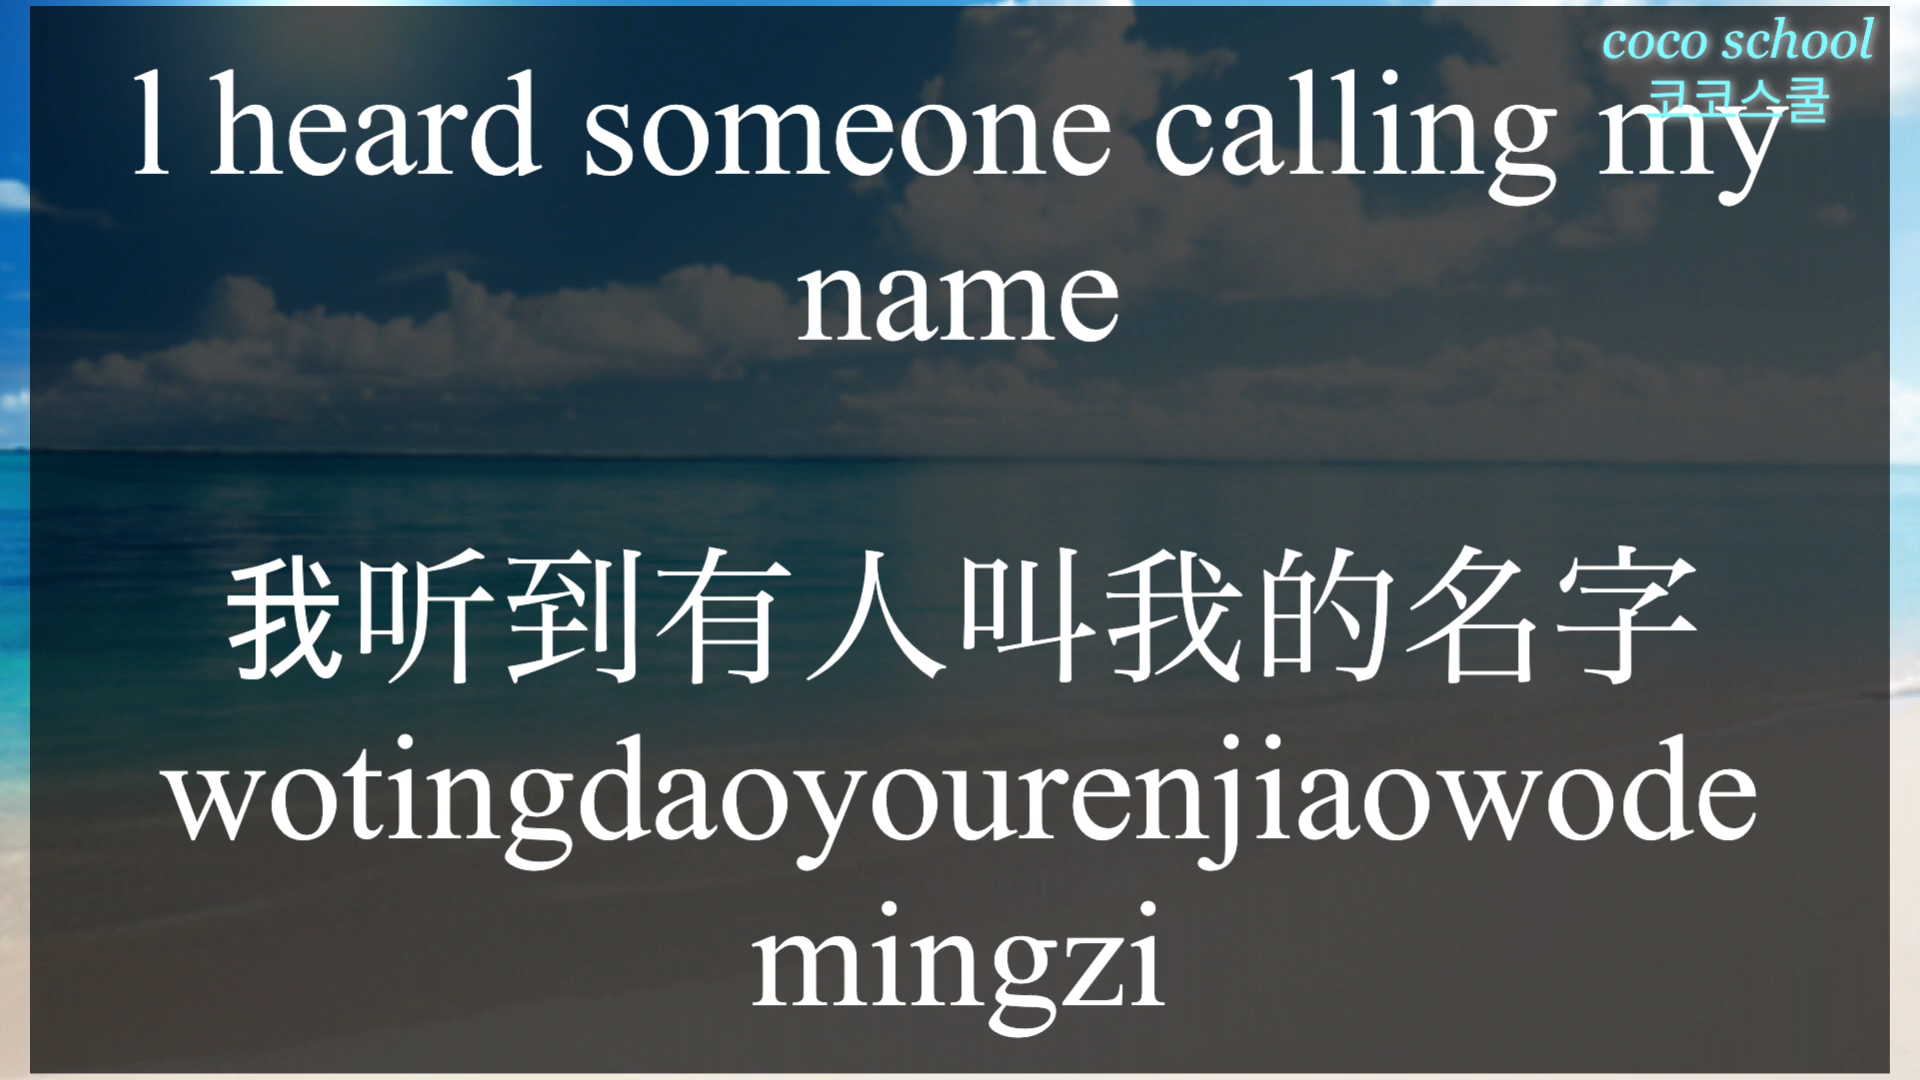 coco school
코코스쿨
l heard someone calling my
name
我听到有人叫我的名字
wotingdaoyourenjiaowode
mingzi